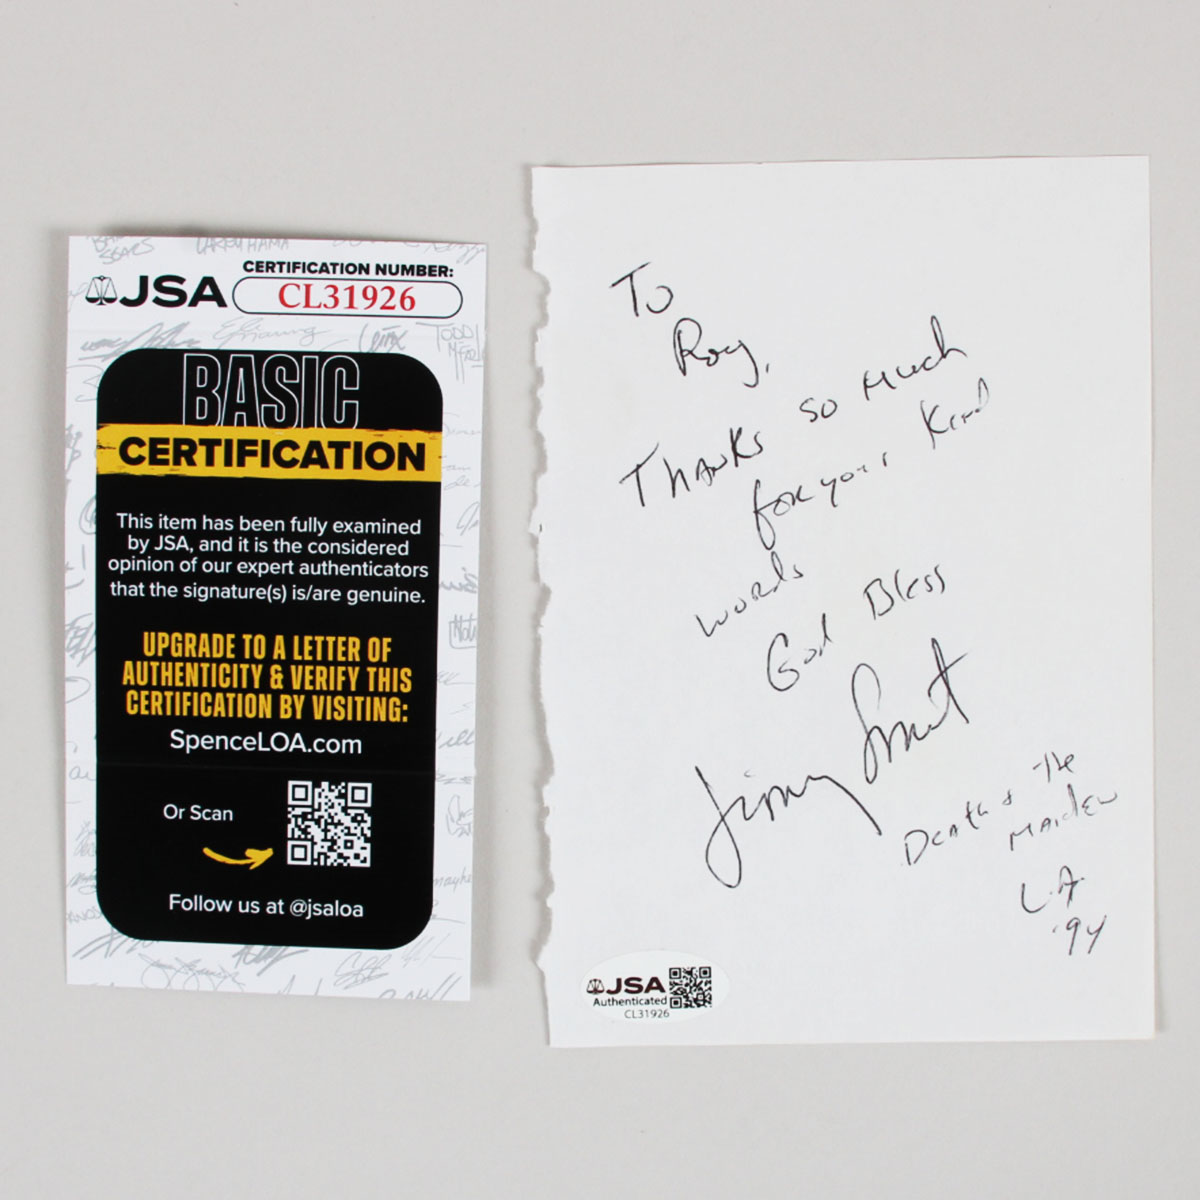 JSA
CERTIFICATION NUMBER:
CL31926
BASIC
CERTIFICATION
This item has been fully examined
by JSA, and it is the considered
opinion of our expert authenticators
that the signature(s) is/are genuine.
UPGRADE TO A LETTER OF
AUTHENTICITY & VERIFY THIS
CERTIFICATION BY VISITING:
SpenceLOA.com
Or Scan
Follow us at @jsaloa
To
Roy,
Thanks so Much
for your Kind
words
God Bless
Jimmy Smit
Death & the
Maiden
L.A.
'94
JSA
Authenticated
CL31926